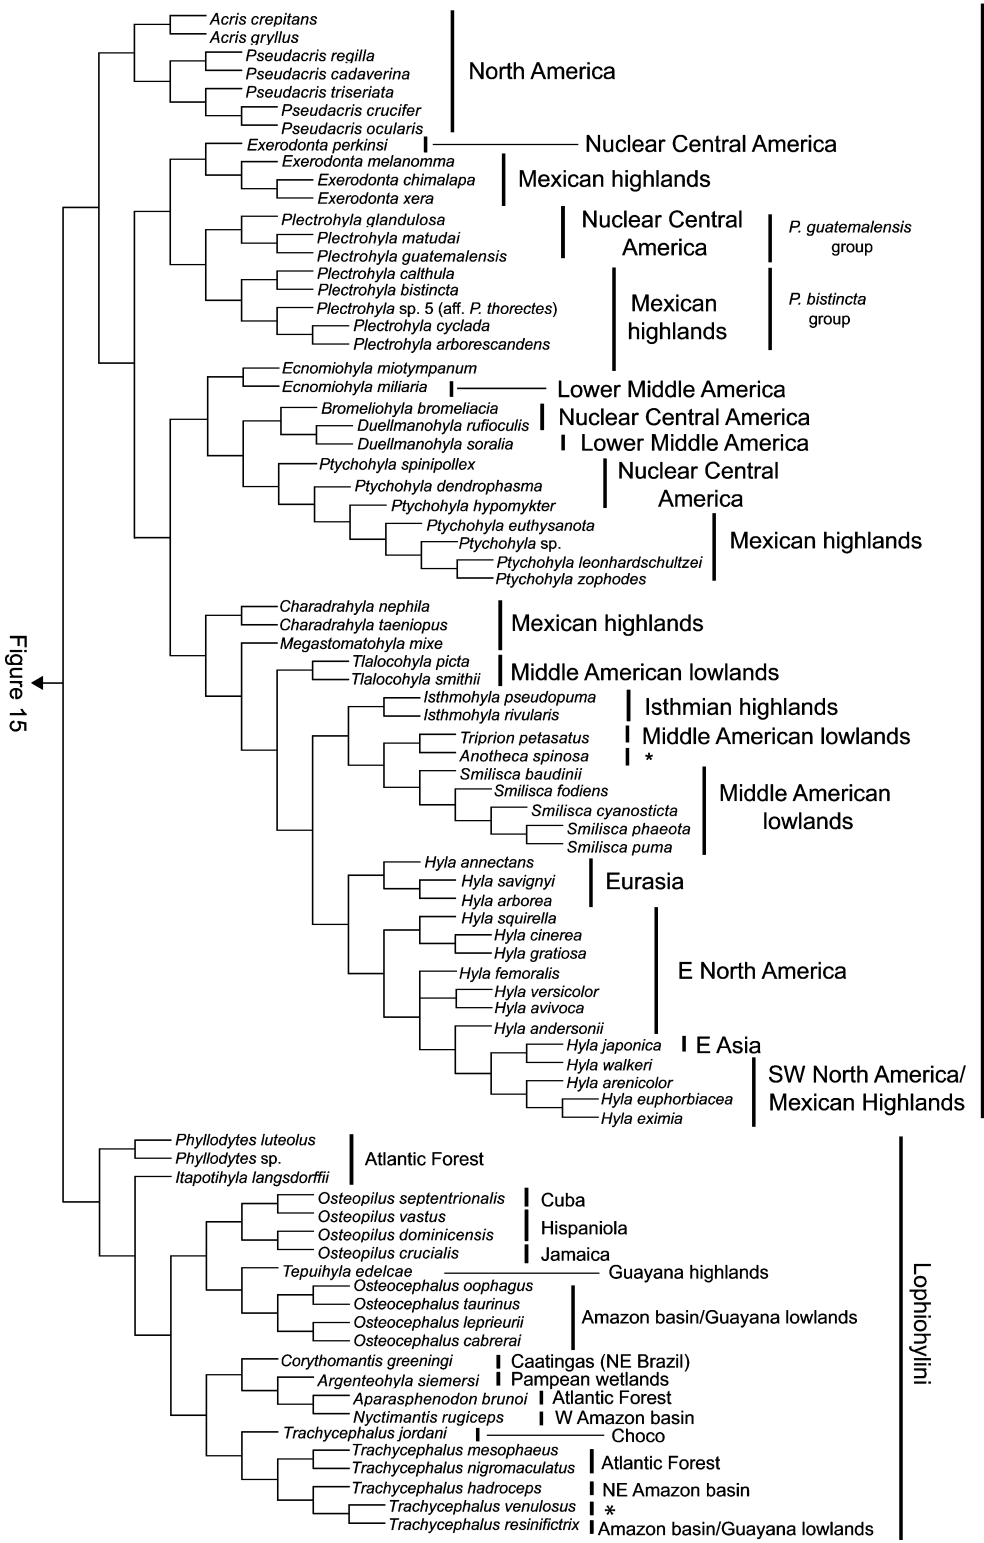 Acris crepitans
Acris gryllus
Pseudacris regilla
Pseudacris cadaverina
North America
Pseudacris triseriata
Pseudacris crucifer
Pseudacris ocularis
Exerodonta perkinsi
Nuclear Central America
Exerodonta melanomma
Exerodonta chimalapa
Mexican highlands
Exerodonta xera
Plectrohyla glandulosa
Plectrohyla matudai
Plectrohyla guatemalensis
Nuclear Central
America
P. guatemalensis
group
Plectrohyla calthula
Plectrohyla bistincta
Plectrohyla sp. 5 (aff. P. thorectes)
Plectrohyla cyclada
Plectrohyla arborescandens
Mexican
highlands
P. bistincta
group
Ecnomiohyla miotympanum
Ecnomiohyla miliaria
Lower Middle America
Bromeliohyla bromeliacia
Duellmanohyla rufioculis
Nuclear Central America
Duellmanohyla soralia
Lower Middle America
Ptychohyla spinipollex
Ptychohyla dendrophasma
Ptychohyla hypomykter
Nuclear Central
America
Ptychohyla euthysanota
Ptychohyla sp.
Mexican highlands
Ptychohyla leonhardschultzei
Ptychohyla zophodes
Charadrahyla nephila
Charadrahyla taeniopus
Mexican highlands
Megastomatohyla mixe
Tlalocohyla picta
Tlalocohyla smithii
Middle American lowlands
Figure 15
Isthmohyla pseudopuma
Isthmohyla rivularis
Isthmian highlands
Triprion petasatus
Middle American lowlands
Anotheca spinosa
*
Smilisca baudinii
Smilisca fodiens
Smilisca cyanosticta
Smilisca phaeota
Smilisca puma
Middle American
lowlands
Hyla annectans
Hyla savignyi
Hyla arborea
Eurasia
Hyla squirella
Hyla cinerea
Hyla gratiosa
Hyla femoralis
E North America
Hyla versicolor
Hyla avivoca
Hyla andersonii
Hyla japonica
E Asia
Hyla walkeri
Hyla arenicolor
Hyla euphorbiacea
Hyla eximia
SW North America/
Mexican Highlands
Phyllodytes luteolus
Phyllodytes sp.
Atlantic Forest
Itapotihyla langsdorffii
Osteopilus septentrionalis
Cuba
Osteopilus vastus
Osteopilus dominicensis
Hispaniola
Osteopilus crucialis
Jamaica
Tepuihyla edelcae
Guayana highlands
Osteocephalus oophagus
Osteocephalus taurinus
Osteocephalus leprieurii
Osteocephalus cabrerai
Amazon basin/Guayana lowlands
Lophiohylini
Corythomantis greeningi
Caatingas (NE Brazil)
Argenteohyla siemersi
Pampean wetlands
Aparasphenodon brunoi
Atlantic Forest
Nyctimantis rugiceps
W Amazon basin
Trachycephalus jordani
Choco
Trachycephalus mesophaeus
Trachycephalus nigromaculatus
Atlantic Forest
Trachycephalus hadroceps
NE Amazon basin
Trachycephalus venulosus
*
Trachycephalus resinifictrix
Amazon basin/Guayana lowlands